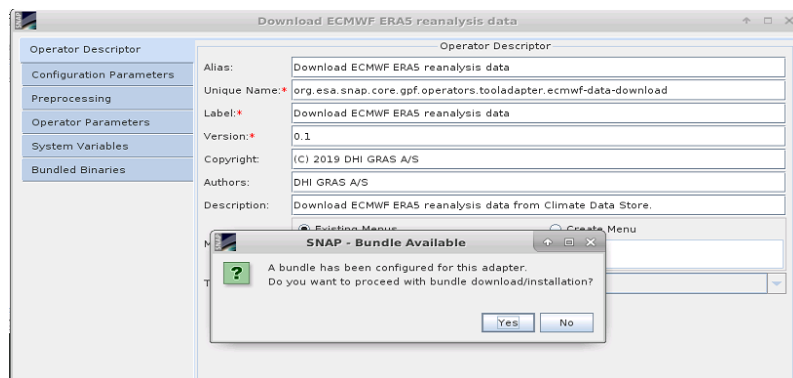 Download ECMWF ERA5 reanalysis data
Operator Descriptor
Configuration Parameters
Preprocessing
Operator Parameters
System Variables
Bundled Binaries
Operator Descriptor
Alias: Download ECMWF ERA5 reanalysis data
Unique Name:* org.esa.snap.core.gpf.operators.tooladapter.ecmwf-data-download
Label:* Download ECMWF ERA5 reanalysis data
Version:* 0.1
Copyright: (C) 2019 DHI GRAS A/S
Authors: DHI GRAS A/S
Description: Download ECMWF ERA5 reanalysis data from Climate Data Store.
Existing Menus Create Menu
SNAP - Bundle Available
A bundle has been configured for this adapter.
Do you want to proceed with bundle download/installation?
Yes No